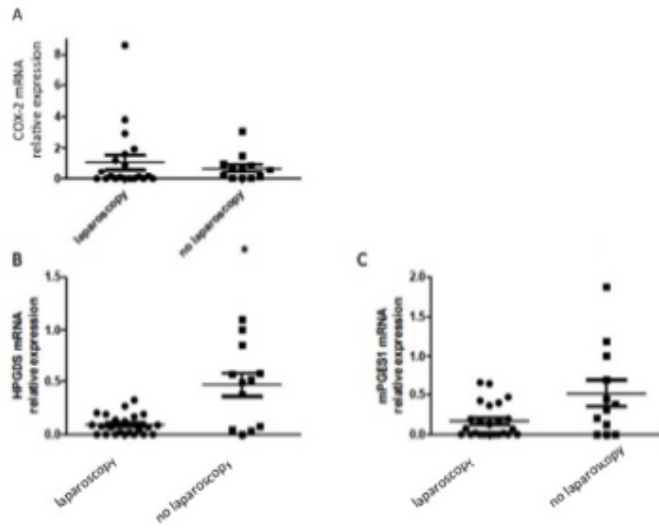 A
COX-2 mRNA
relative expression
8
6
4
2
0
laparoscopy
no laparoscopy
B
HPGDS mRNA
relative expression
1.5
1.0
0.5
0.0
*
laparoscopy
no laparoscopy
C
mPGES1 mRNA
relative expression
2.0
1.5
1.0
0.5
0.0
laparoscopy
no laparoscopy